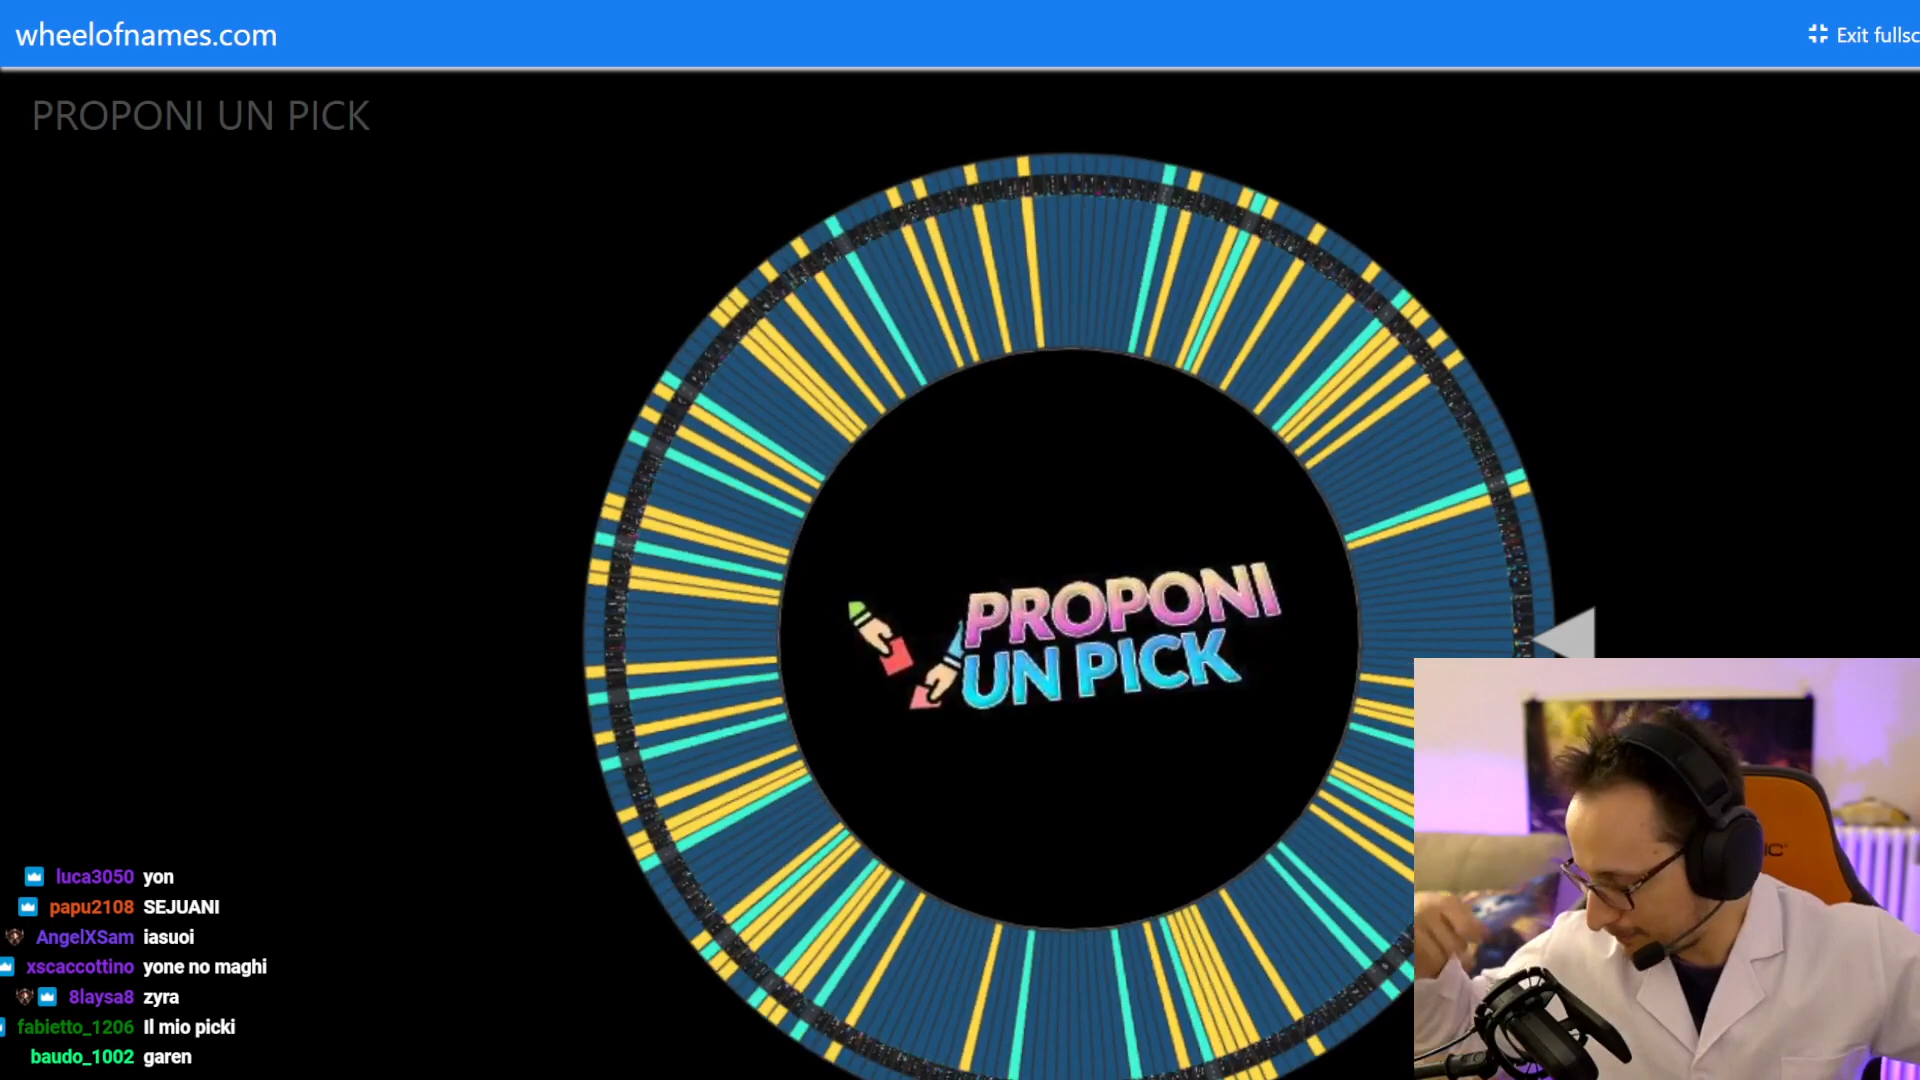 wheelofnames.com
Exit fullsc
PROPONI UN PICK
PROPONI
UN PICK
luca3050 yon
papu2108 SEJUANI
AngelXSam iasuoi
xscaccottino yone no maghi
8laysa8 zyra
fabietto_1206 Il mio picki
baudo_1002 garen